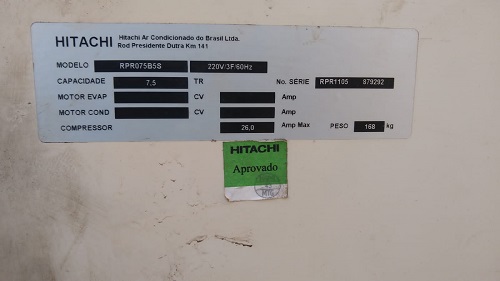 HITACHI Hitachi Ar Condicionado do Brasil Ltda.
Rod Presidente Dutra Km 141
MODELO RPR075B5S 220V/3F/60Hz
CAPACIDADE 7,5 TR No. SÉRIE RPR1105 879292
MOTOR EVAP CV Amp
MOTOR COND CV Amp
COMPRESSOR 26,0 Amp Max PESO 168 kg
HITACHI
Aprovado